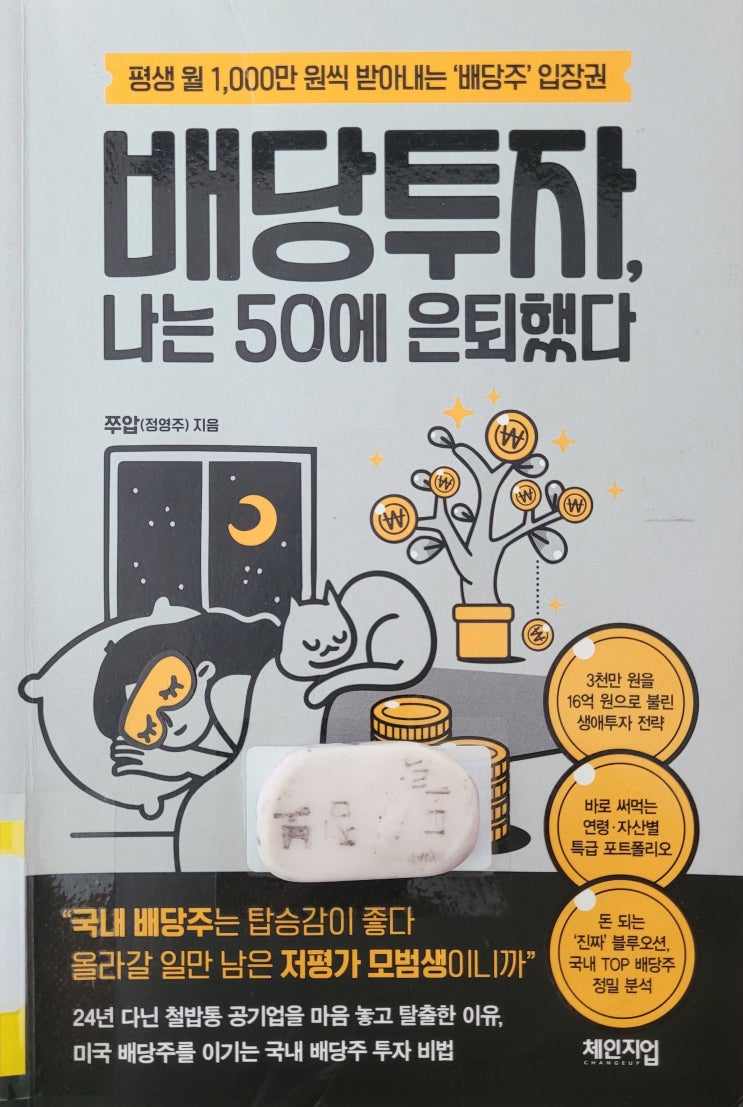 평생 월 1,000만 원씩 받아내는 ‘배당주’ 입장권
배당투자,
나는 50에 은퇴했다
쭈압(정영주) 지음
3천만 원을
16억 원으로 불린
생애투자 전략
바로 써먹는
연령·자산별
특급 포트폴리오
돈 되는
‘진짜’ 블루오션,
국내 TOP 배당주
정밀 분석
“국내 배당주는 탑승감이 좋다
올라갈 일만 남은 저평가 모범생이니까”
24년 다닌 철밥통 공기업을 마음 놓고 탈출한 이유,
미국 배당주를 이기는 국내 배당주 투자 비법
체인지업
CHANGEUP